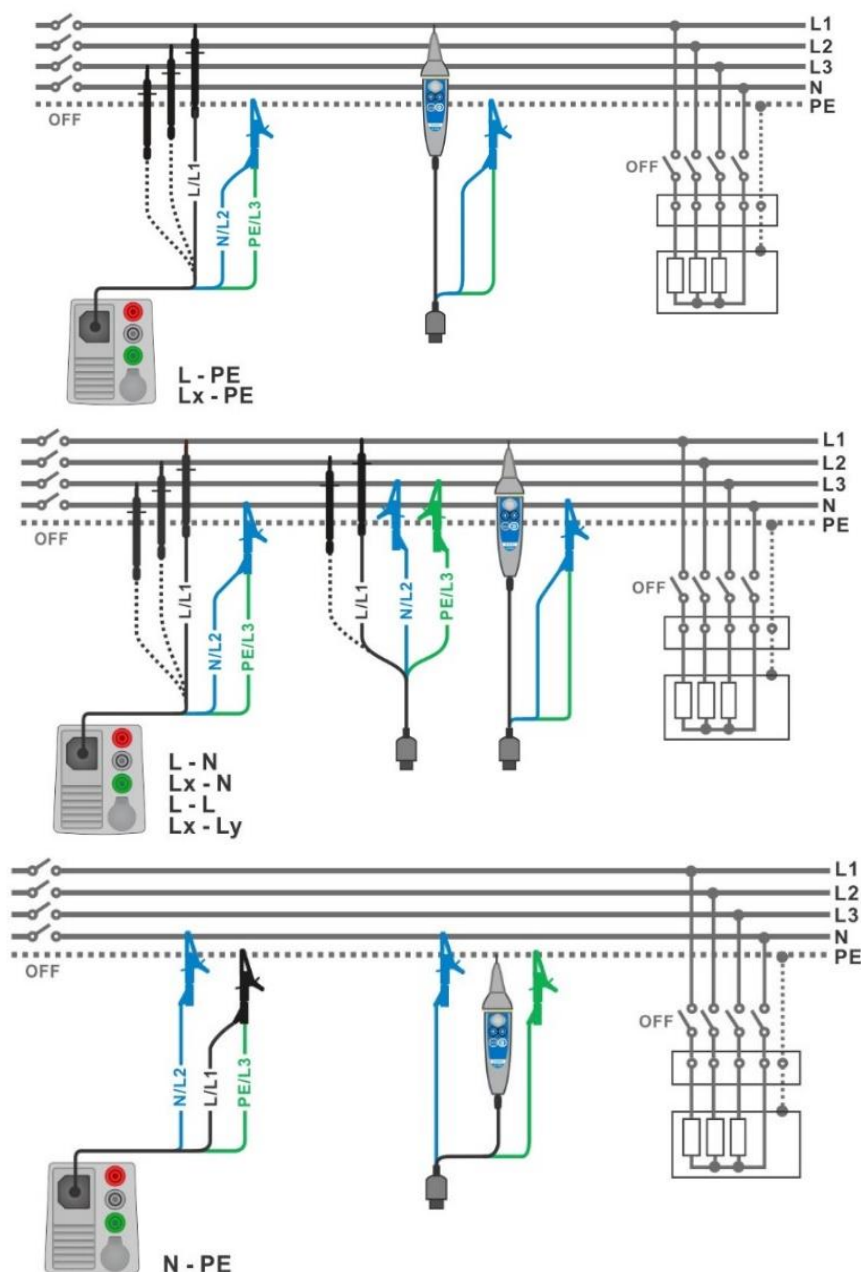 L1
L2
L3
N
PE
OFF
L/L1
N/L2
PE/L3
OFF
L - PE
Lx - PE
L1
L2
L3
N
PE
OFF
L/L1
N/L2
PE/L3
L/L1
N/L2
PE/L3
OFF
L - N
Lx - N
L - L
Lx - Ly
L1
L2
L3
N
PE
OFF
N/L2
L/L1
PE/L3
OFF
N - PE